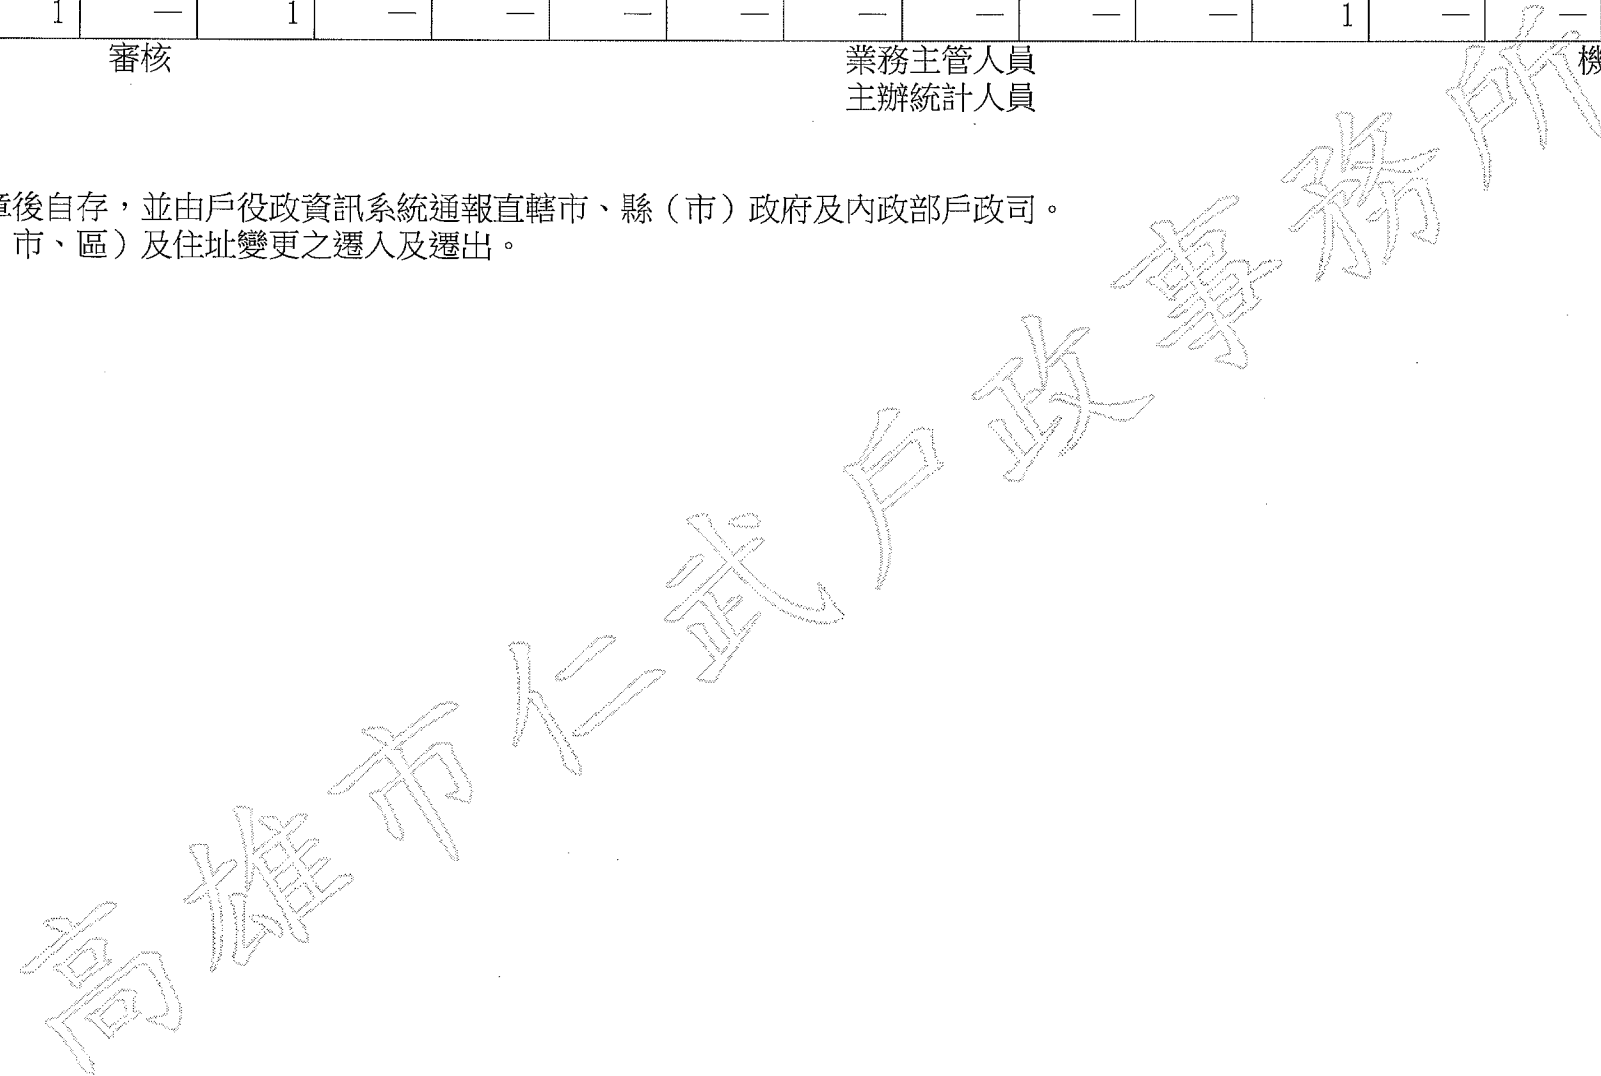 1 — 1 — — — — — — — — 1 — —
審核 業務主管人員 機
主辦統計人員
章後自存，並由戶役政資訊系統通報直轄市、縣（市）政府及內政部戶政司。
市、區）及住址變更之遷入及遷出。
高雄市仁武戶政事務所